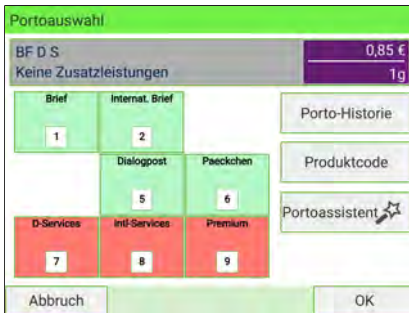 Portoauswahl
BF D S
Keine Zusatzleistungen
0,85 €
1g
Brief
1
Internat. Brief
2
Dialogpost
5
Paeckchen
6
D-Services
7
Intl-Services
8
Premium
9
Porto-Historie
Produktcode
Portoassistent
Abbruch
OK